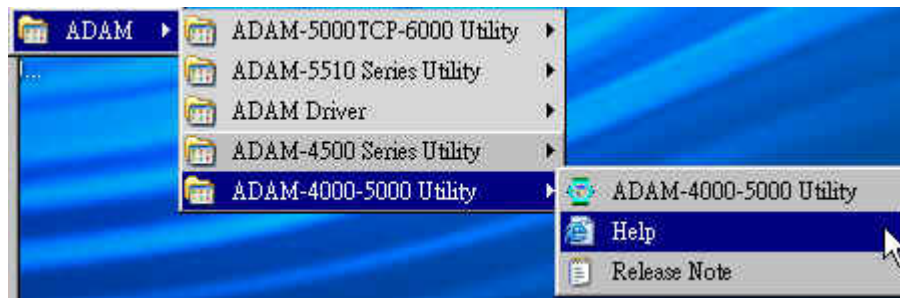 ADAM
...
ADAM-5000TCP-6000 Utility
ADAM-5510 Series Utility
ADAM Driver
ADAM-4500 Series Utility
ADAM-4000-5000 Utility
ADAM-4000-5000 Utility
Help
Release Note